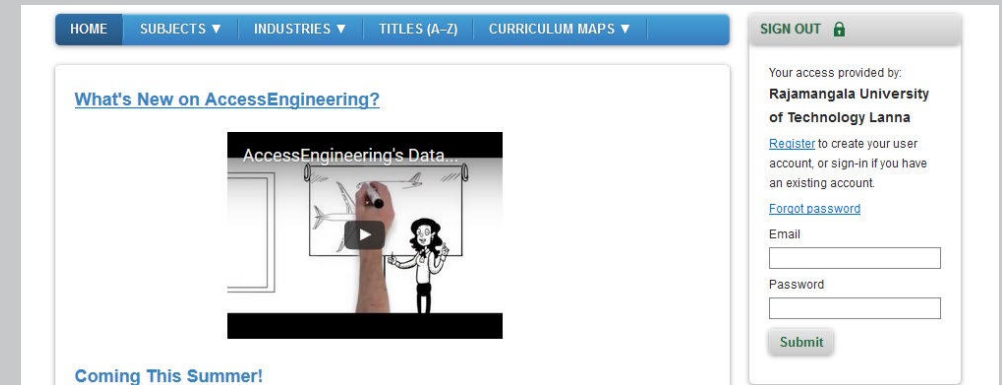 HOME SUBJECTS ▼ INDUSTRIES ▼ TITLES (A–Z) CURRICULUM MAPS ▼
What's New on AccessEngineering?
AccessEngineering's Data...
Coming This Summer!
SIGN OUT
Your access provided by:
Rajamangala University
of Technology Lanna
Register to create your user
account, or sign-in if you have
an existing account.
Forgot password
Email
Password
Submit